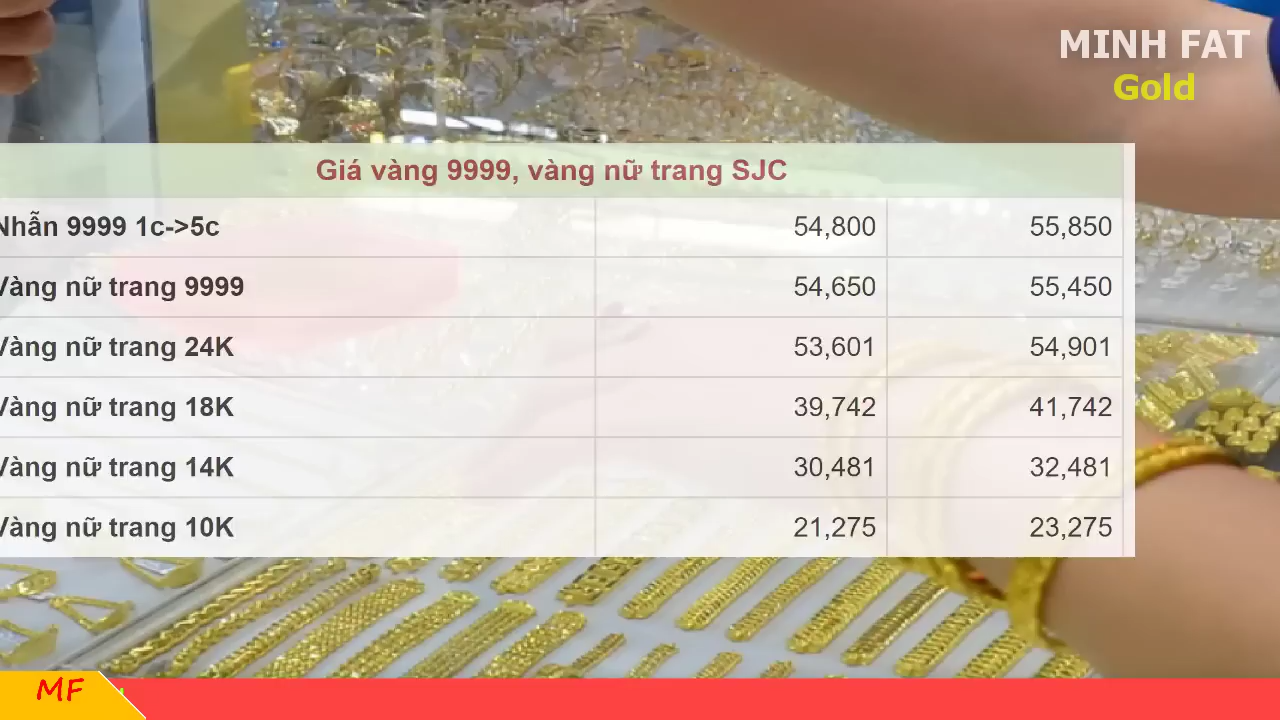 MINH FAT
Gold
Giá vàng 9999, vàng nữ trang SJC
Nhẫn 9999 1c->5c 54,800 55,850
Vàng nữ trang 9999 54,650 55,450
Vàng nữ trang 24K 53,601 54,901
Vàng nữ trang 18K 39,742 41,742
Vàng nữ trang 14K 30,481 32,481
Vàng nữ trang 10K 21,275 23,275
MF